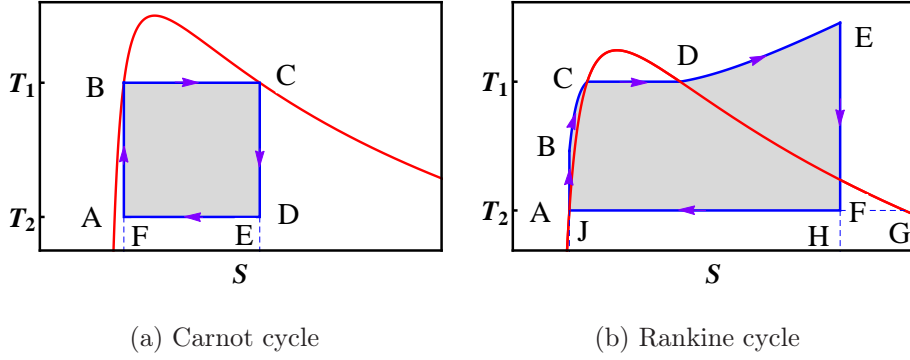 T₁
B
C
A
D
T₂
F
E
S
(a) Carnot cycle
E
D
T₁
C
B
T₂
A
F
J
H
G
S
(b) Rankine cycle